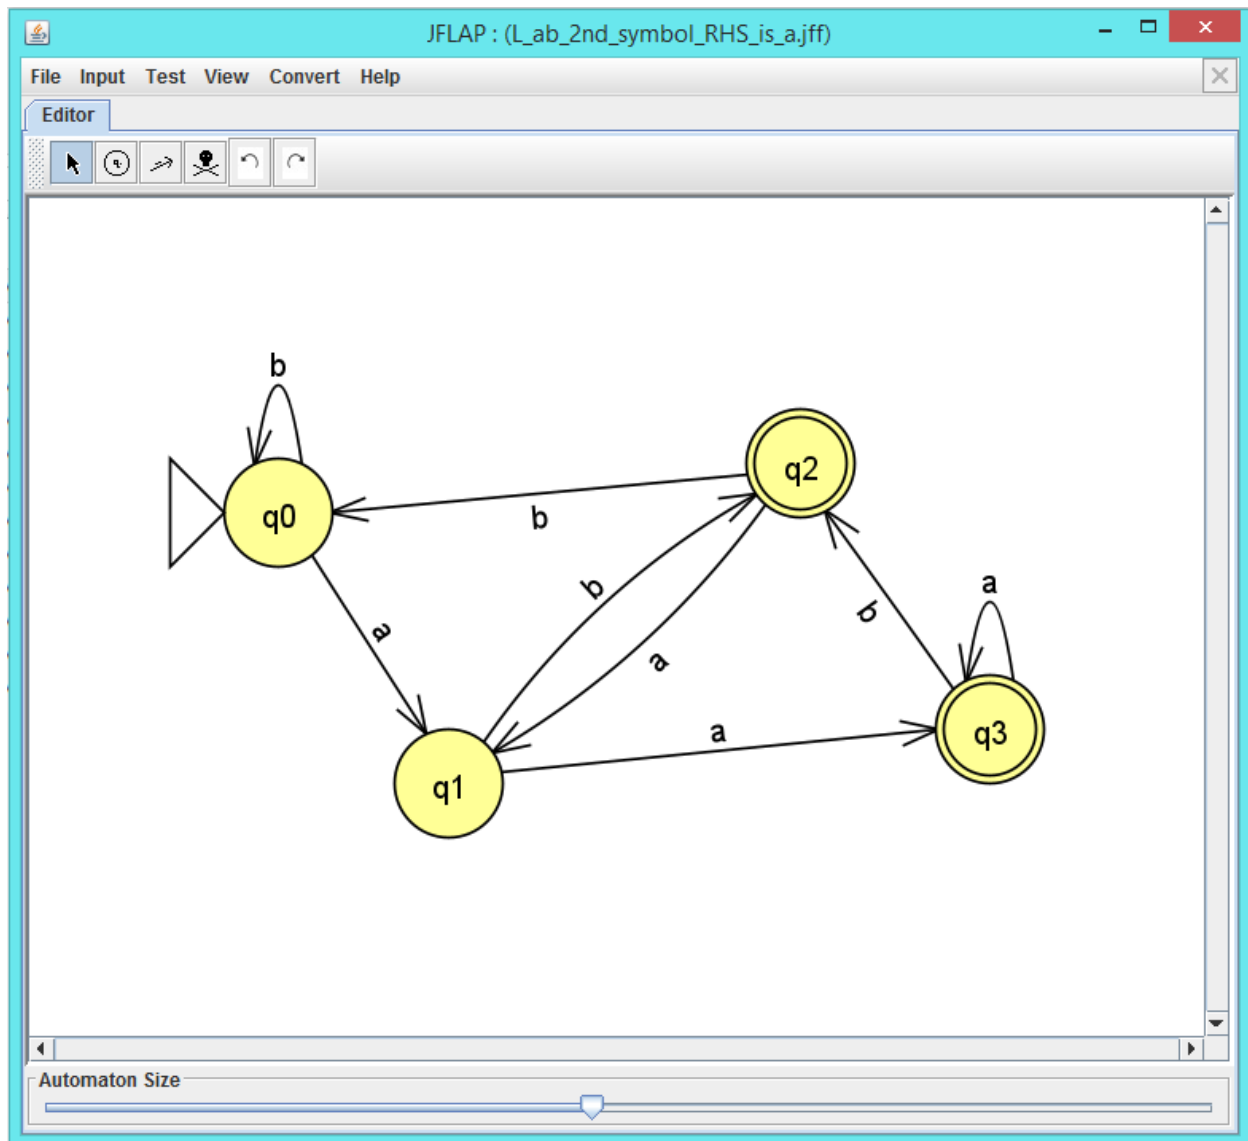 JFLAP : (L_ab_2nd_symbol_RHS_is_a.jff)
File Input Test View Convert Help
Editor
b
q0
q2
b
b
a
a
b
a
a
q1
q3
Automaton Size